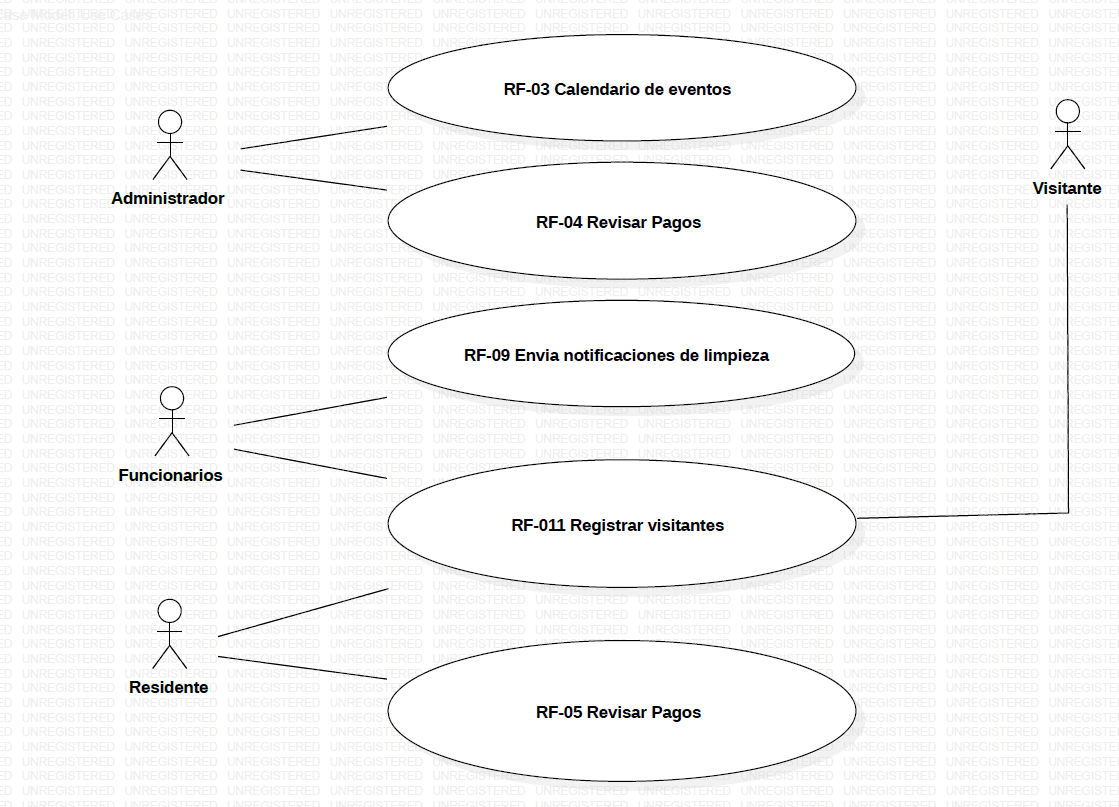 RF-03 Calendario de eventos
Administrador
Visitante
RF-04 Revisar Pagos
RF-09 Envia notificaciones de limpieza
Funcionarios
RF-011 Registrar visitantes
Residente
RF-05 Revisar Pagos
UNREGISTERED